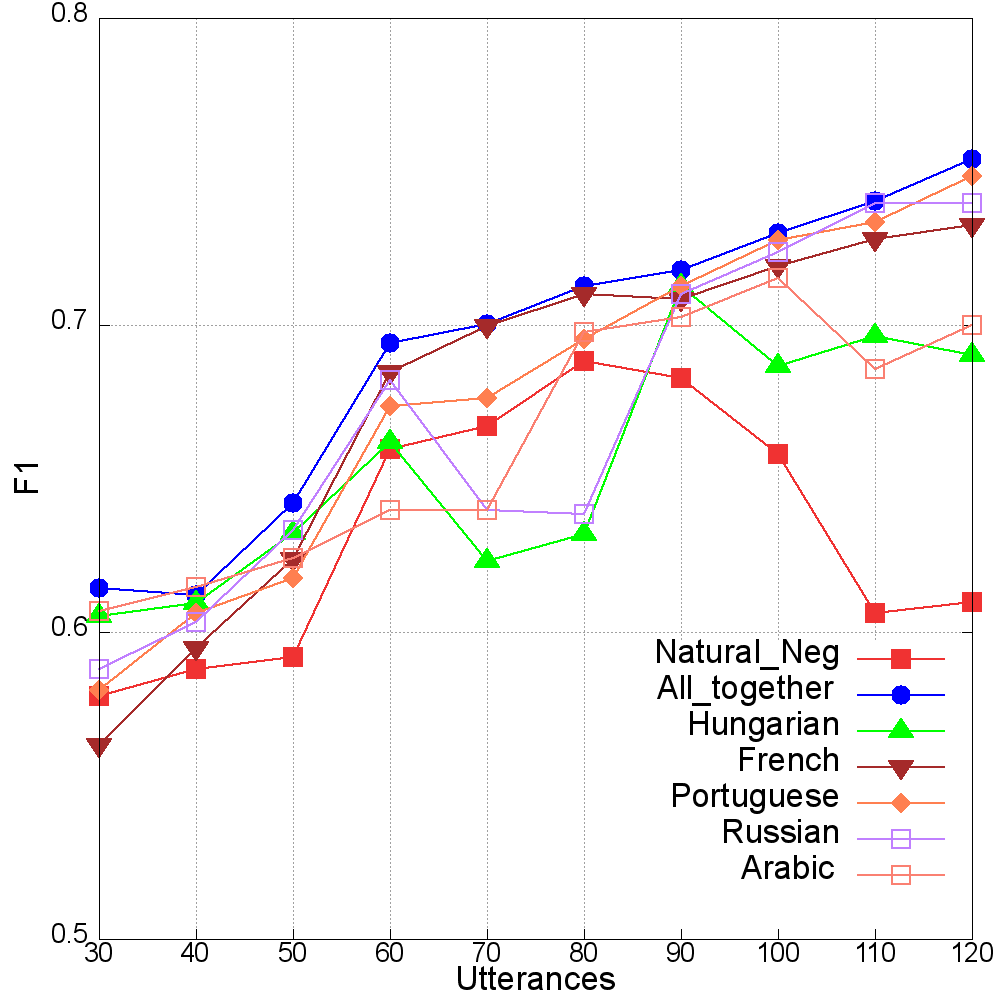 0.8
0.7
0.6
0.5
F1
Natural_Neg
All_together
Hungarian
French
Portuguese
Russian
Arabic
30 40 50 60 70 80 90 100 110 120
Utterances